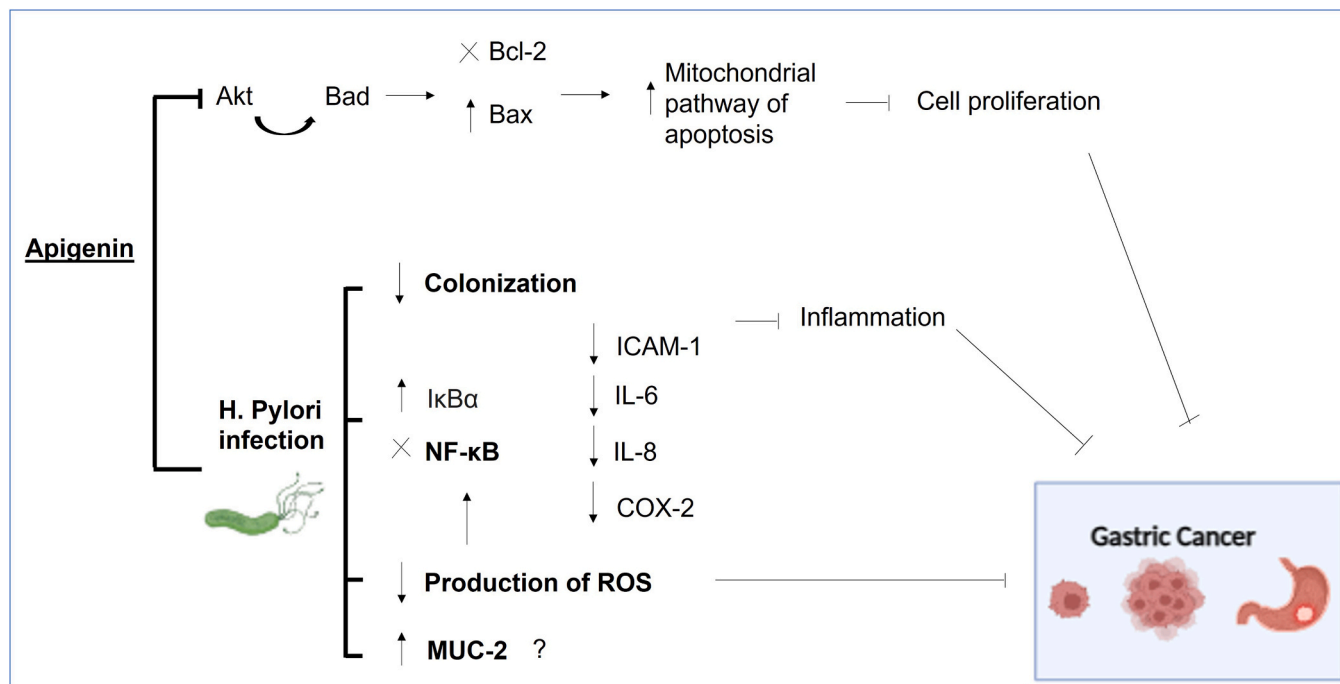 Akt
Bad
Bcl-2
Bax
Mitochondrial
pathway of
apoptosis
Cell proliferation
Apigenin
H. Pylori
infection
Colonization
IκBα
NF-κB
ICAM-1
IL-6
IL-8
COX-2
Inflammation
Production of ROS
MUC-2 ?
Gastric Cancer